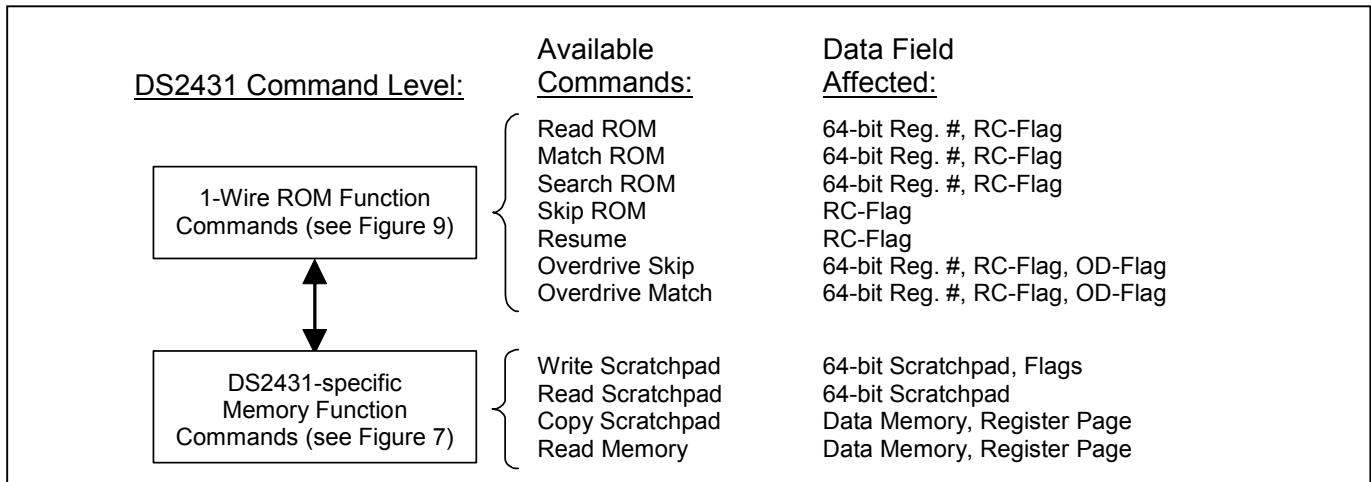 DS2431 Command Level:
Available
Commands:
Data Field
Affected:
1-Wire ROM Function
Commands (see Figure 9)
Read ROM 64-bit Reg. #, RC-Flag
Match ROM 64-bit Reg. #, RC-Flag
Search ROM 64-bit Reg. #, RC-Flag
Skip ROM RC-Flag
Resume RC-Flag
Overdrive Skip 64-bit Reg. #, RC-Flag, OD-Flag
Overdrive Match 64-bit Reg. #, RC-Flag, OD-Flag
DS2431-specific
Memory Function
Commands (see Figure 7)
Write Scratchpad 64-bit Scratchpad, Flags
Read Scratchpad 64-bit Scratchpad
Copy Scratchpad Data Memory, Register Page
Read Memory Data Memory, Register Page